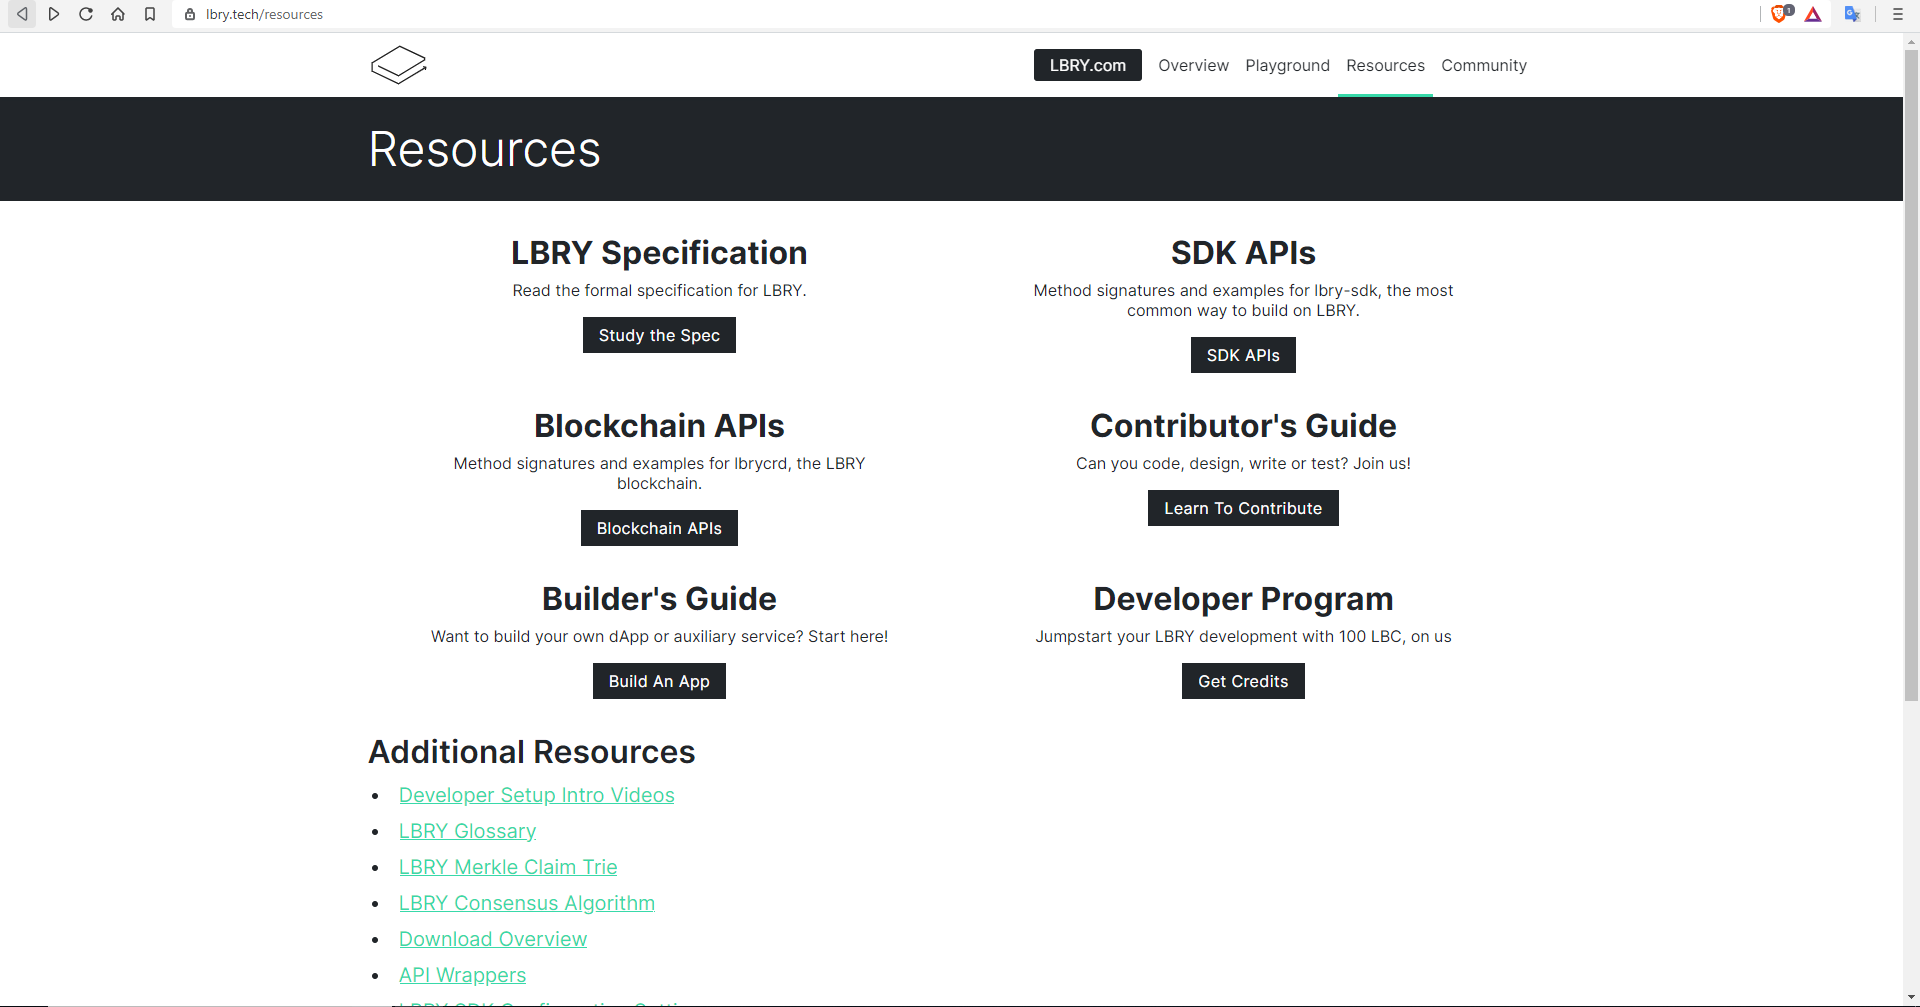 lbry.tech/resources
1
LBRY.com Overview Playground Resources Community
Resources
LBRY Specification
Read the formal specification for LBRY.
Study the Spec
SDK APIs
Method signatures and examples for lbry-sdk, the most
common way to build on LBRY.
SDK APIs
Blockchain APIs
Method signatures and examples for lbrycrd, the LBRY
blockchain.
Blockchain APIs
Contributor's Guide
Can you code, design, write or test? Join us!
Learn To Contribute
Builder's Guide
Want to build your own dApp or auxiliary service? Start here!
Build An App
Developer Program
Jumpstart your LBRY development with 100 LBC, on us
Get Credits
Additional Resources
Developer Setup Intro Videos
LBRY Glossary
LBRY Merkle Claim Trie
LBRY Consensus Algorithm
Download Overview
API Wrappers